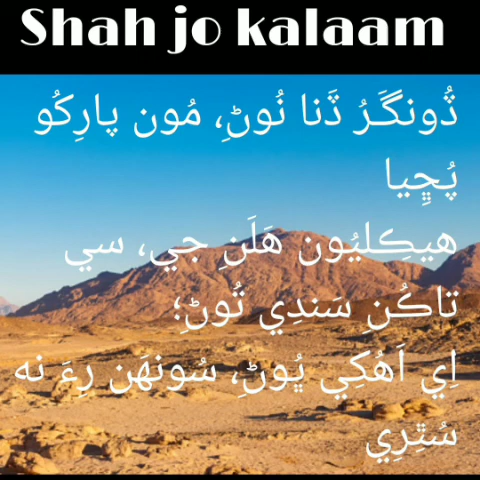 Shah jo kalaam
ڏُونگَرُ ڏَنا نُوڻِ، مُون پارِکُو
پُڇِيا
هيڪِليُون هَلَنِ جي، سي
تاڪُن سَندِي تُوڻِ؛
اِي اَهُکِي ڀُوڻِ، سُونهَن رِءَ نه
سُٿِرِي